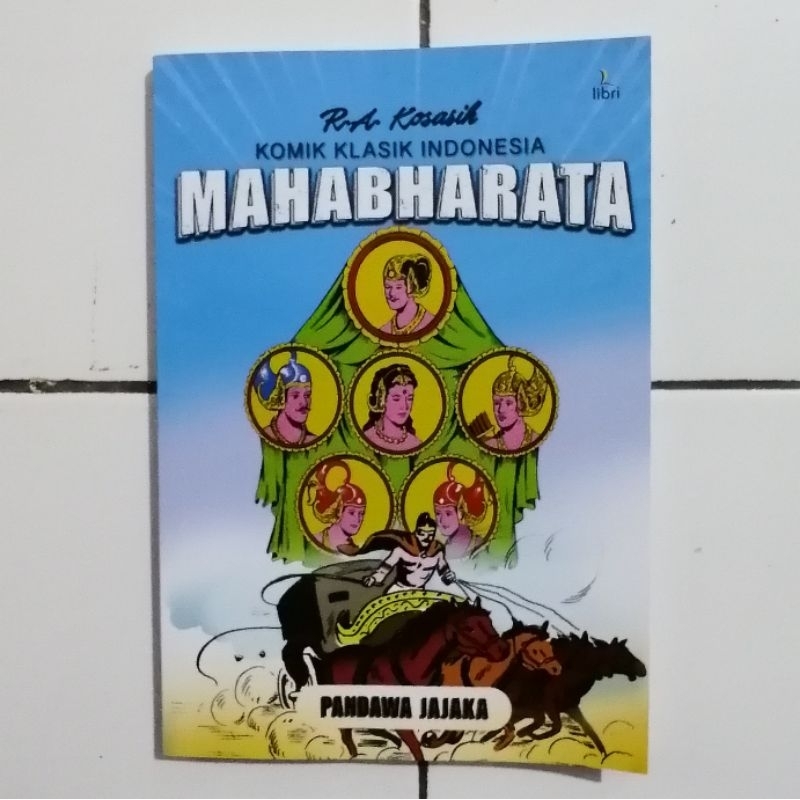 libri
R.A. Kosasih
KOMIK KLASIK INDONESIA
MAHABHARATA
PANDAWA JAJAKA